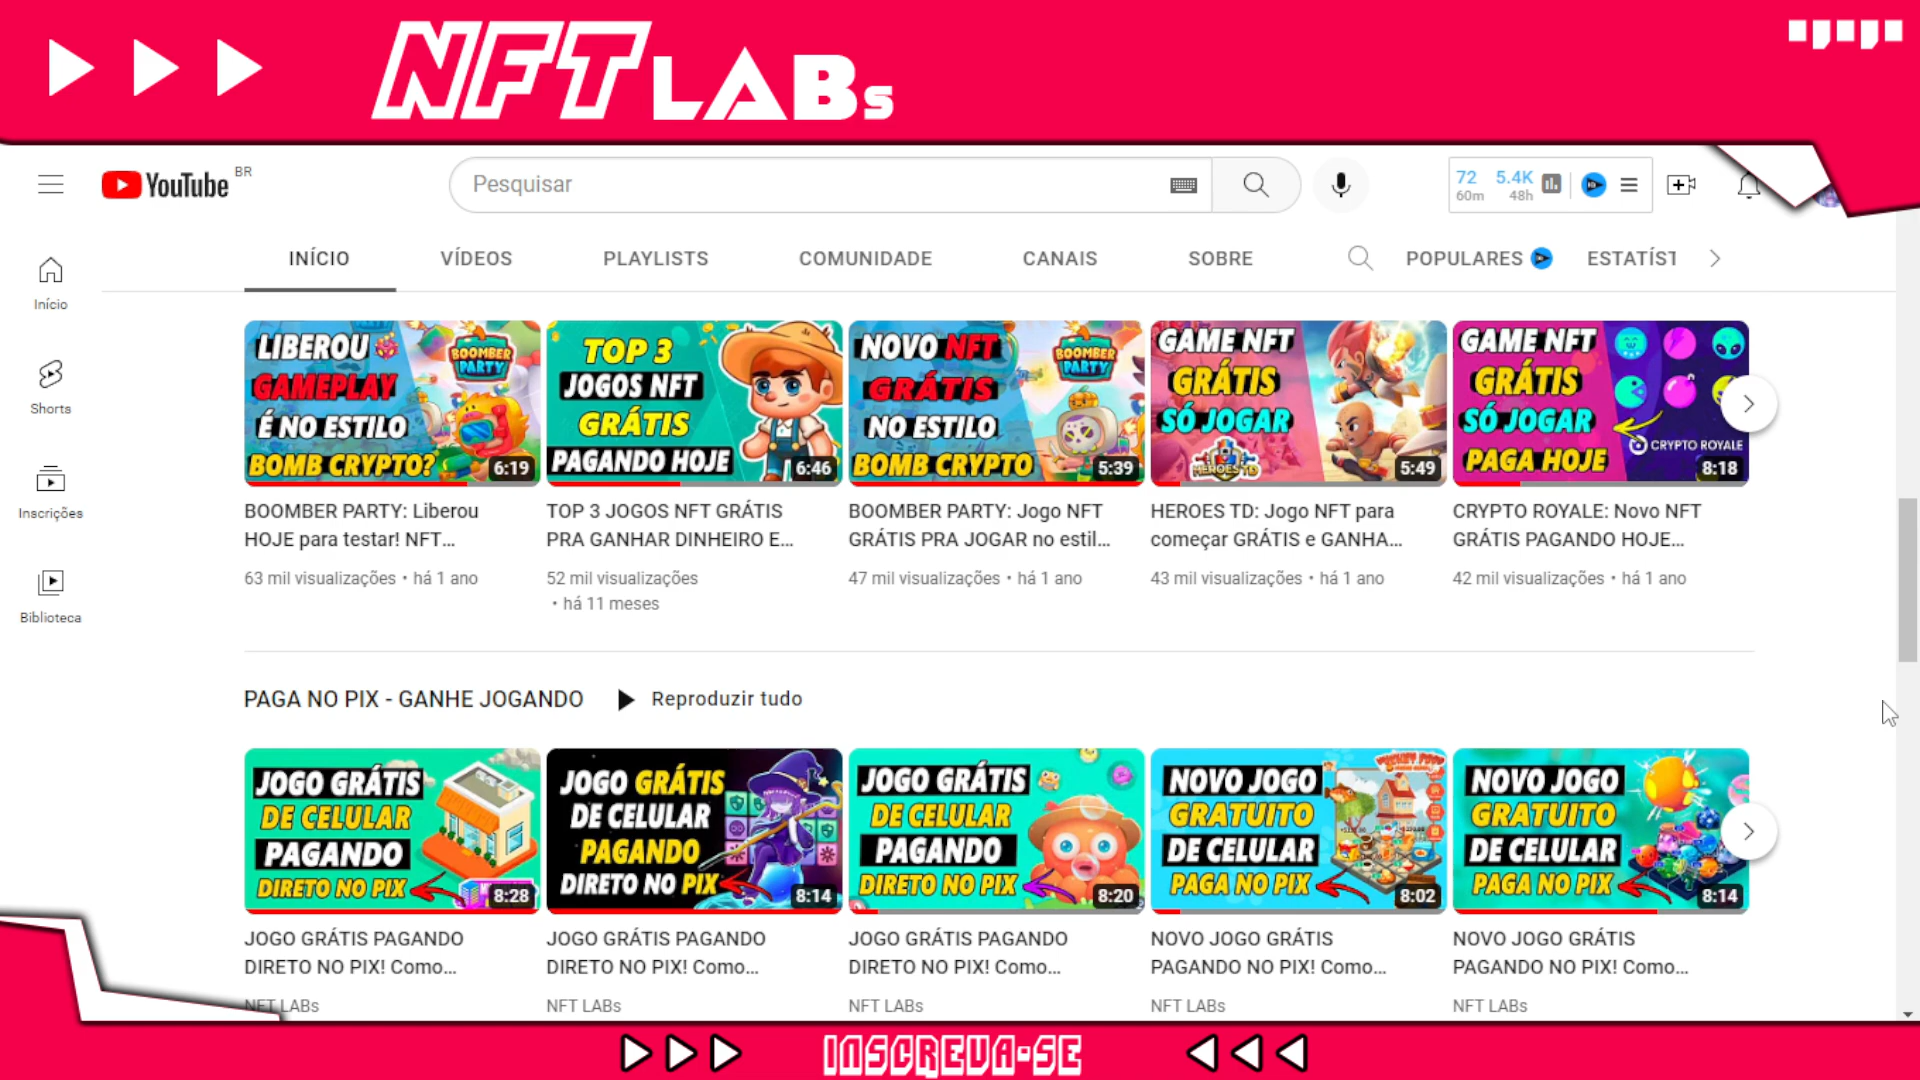 NFT LABs
YouTube BR
Pesquisar
72 5.4K
60m 48h
INÍCIO VÍDEOS PLAYLISTS COMUNIDADE CANAIS SOBRE POPULARES ESTATÍST
Início
Shorts
Inscrições
Biblioteca
LIBEROU
GAMEPLAY
É NO ESTILO
BOMB CRYPTO?
BOOMBER PARTY
6:19
TOP 3
JOGOS NFT
GRÁTIS
PAGANDO HOJE
6:46
NOVO NFT
GRÁTIS
NO ESTILO
BOMB CRYPTO
BOOMBER PARTY
5:39
GAME NFT
GRÁTIS
SÓ JOGAR
HEROES TD
5:49
GAME NFT
GRÁTIS
SÓ JOGAR
CRYPTO ROYALE
PAGA HOJE
8:18
BOOMBER PARTY: Liberou
HOJE para testar! NFT...
63 mil visualizações • há 1 ano
TOP 3 JOGOS NFT GRÁTIS
PRA GANHAR DINHEIRO E...
52 mil visualizações
• há 11 meses
BOOMBER PARTY: Jogo NFT
GRÁTIS PRA JOGAR no estil...
47 mil visualizações • há 1 ano
HEROES TD: Jogo NFT para
começar GRÁTIS e GANHA...
43 mil visualizações • há 1 ano
CRYPTO ROYALE: Novo NFT
GRÁTIS PAGANDO HOJE...
42 mil visualizações • há 1 ano
PAGA NO PIX - GANHE JOGANDO Reproduzir tudo
JOGO GRÁTIS
DE CELULAR
PAGANDO
DIRETO NO PIX
8:28
JOGO GRÁTIS
DE CELULAR
PAGANDO
DIRETO NO PIX
8:14
JOGO GRÁTIS
DE CELULAR
PAGANDO
DIRETO NO PIX
8:20
NOVO JOGO
GRATUITO
DE CELULAR
PAGA NO PIX
8:02
NOVO JOGO
GRATUITO
DE CELULAR
PAGA NO PIX
8:14
JOGO GRÁTIS PAGANDO
DIRETO NO PIX! Como...
NFT LABs
JOGO GRÁTIS PAGANDO
DIRETO NO PIX! Como...
NFT LABs
JOGO GRÁTIS PAGANDO
DIRETO NO PIX! Como...
NFT LABs
NOVO JOGO GRÁTIS
PAGANDO NO PIX! Como...
NFT LABs
NOVO JOGO GRÁTIS
PAGANDO NO PIX! Como...
NFT LABs
INSCREVA-SE